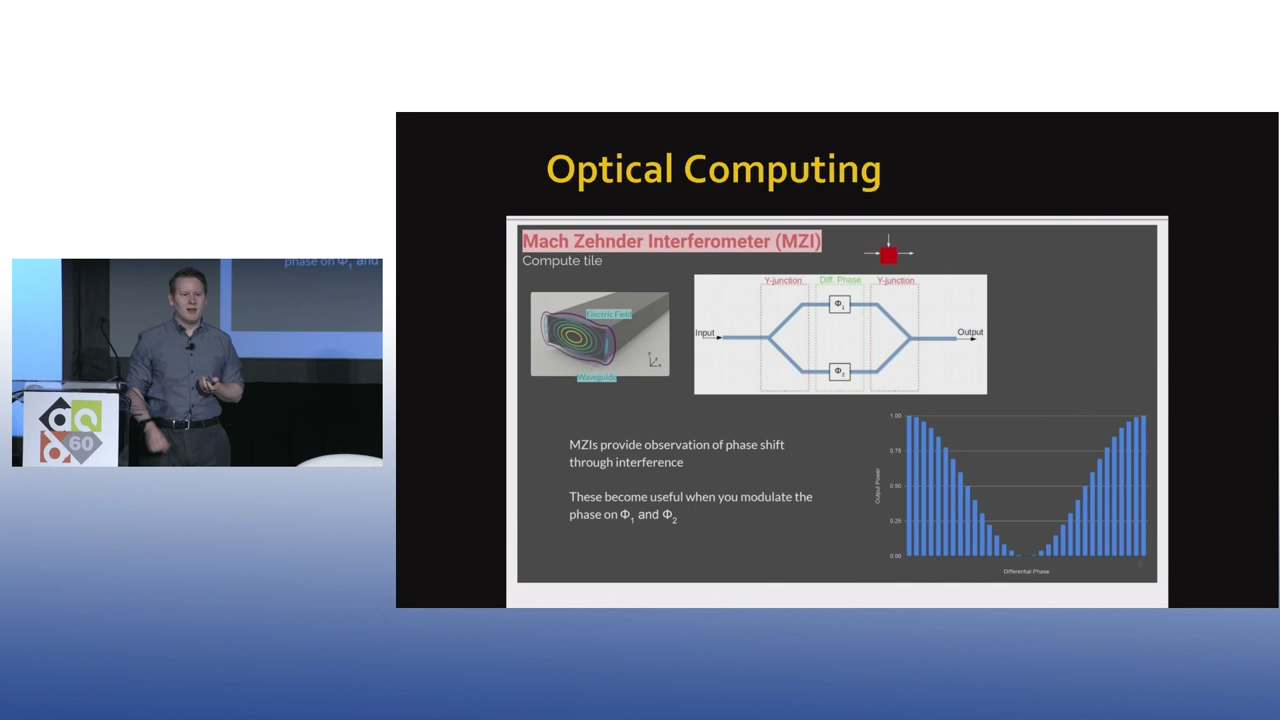 Optical Computing
Mach Zehnder Interferometer (MZI)
Compute tile
Electric Field
Waveguide
Y-junction
Diff. Phase
Y-junction
Φ1
Input
Output
Φ2
MZIs provide observation of phase shift
through interference
These become useful when you modulate the
phase on Φ1 and Φ2
1.00
0.75
0.50
0.25
0.00
Output Power
Differential Phase
phase on Φ1 and
60